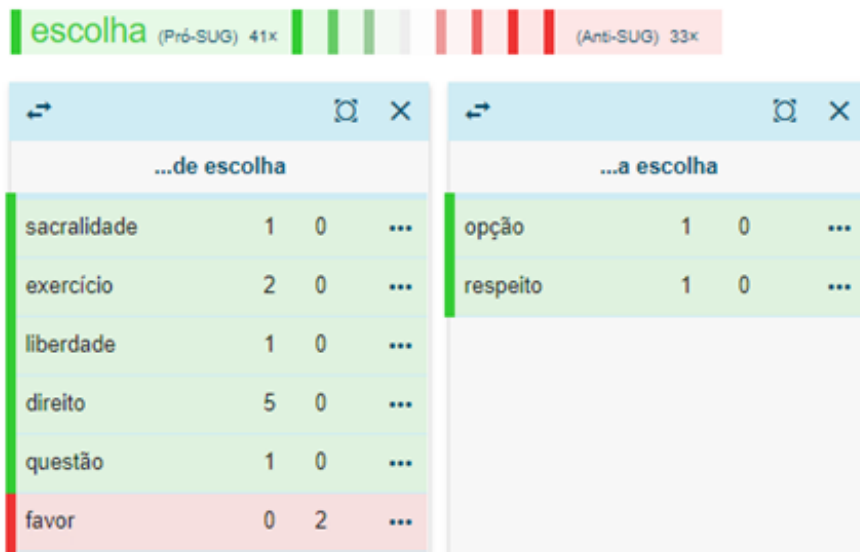 escolha (Pró-SUG) 41× (Anti-SUG) 33×
...de escolha
sacralidade 1 0
exercício 2 0
liberdade 1 0
direito 5 0
questão 1 0
favor 0 2
...a escolha
opção 1 0
respeito 1 0